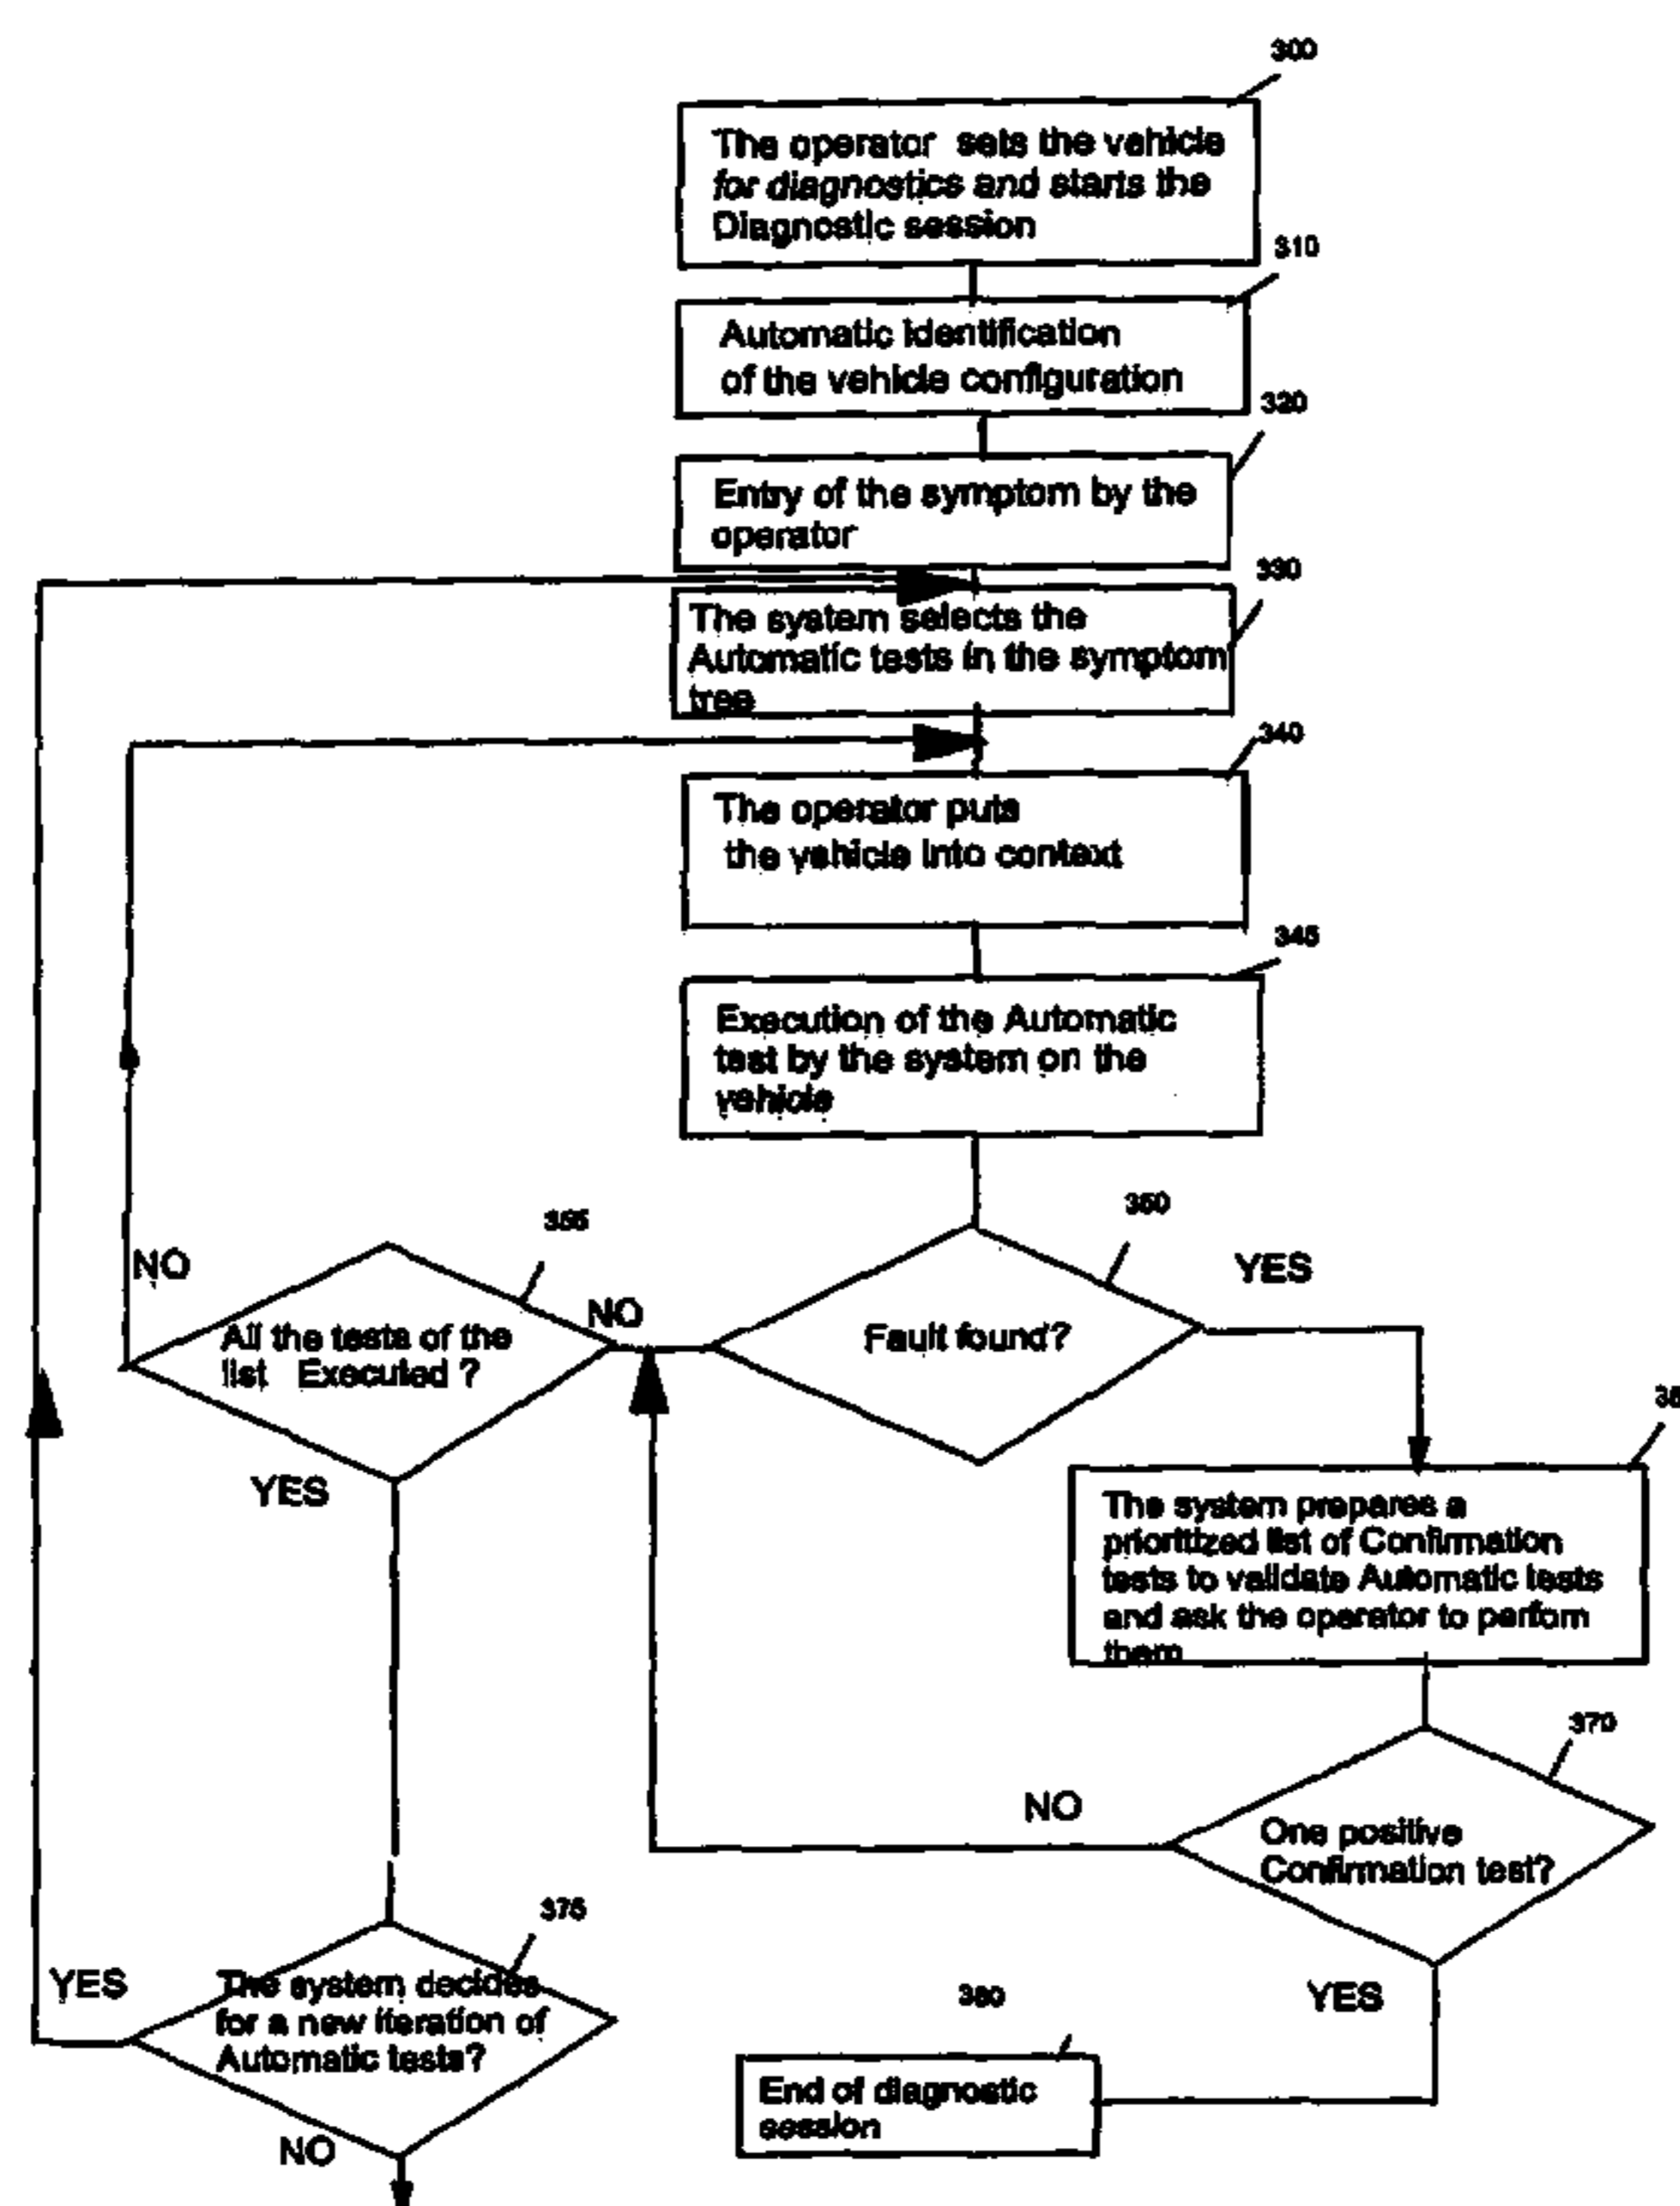 300
The operator sets the vehicle
for diagnostics and starts the
Diagnostic session
310
Automatic identification
of the vehicle configuration
320
Entry of the symptom by the
operator
330
The system selects the
Automatic tests in the symptom
tree
340
The operator puts
the vehicle into context
345
Execution of the Automatic
test by the system on the
vehicle
350
Fault found?
YES
NO
355
All the tests of the
list Executed ?
NO
YES
The system prepares a
prioritized list of Confirmation
tests to validate Automatic tests
and ask the operator to perfom
them
370
One positive
Confirmation test?
NO
YES
375
The system decides
for a new iteration of
Automatic tests?
YES
NO
380
End of diagnostic
session